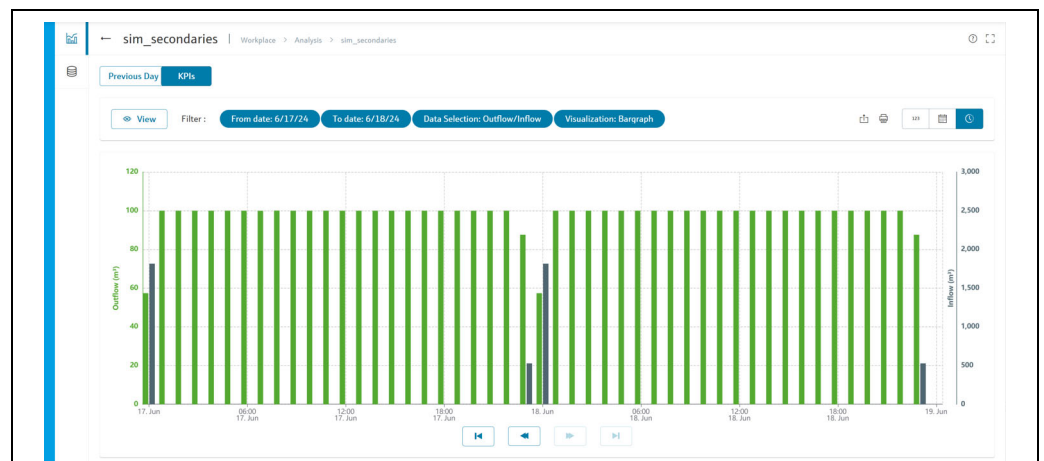 ← sim_secondaries | Workplace > Analysis > sim_secondaries
Previous Day KPIs
View Filter : From date: 6/17/24 To date: 6/18/24 Data Selection: Outflow/Inflow Visualization: Bargraph 123
120 3,000
100 2,500
80 2,000
60 1,500
40 1,000
20 500
0 0
Outflow (m³)
Inflow (m³)
17. Jun 06:00 12:00 18:00 18. Jun 06:00 12:00 18:00 19. Jun
17. Jun 17. Jun 17. Jun 18. Jun 18. Jun 18. Jun